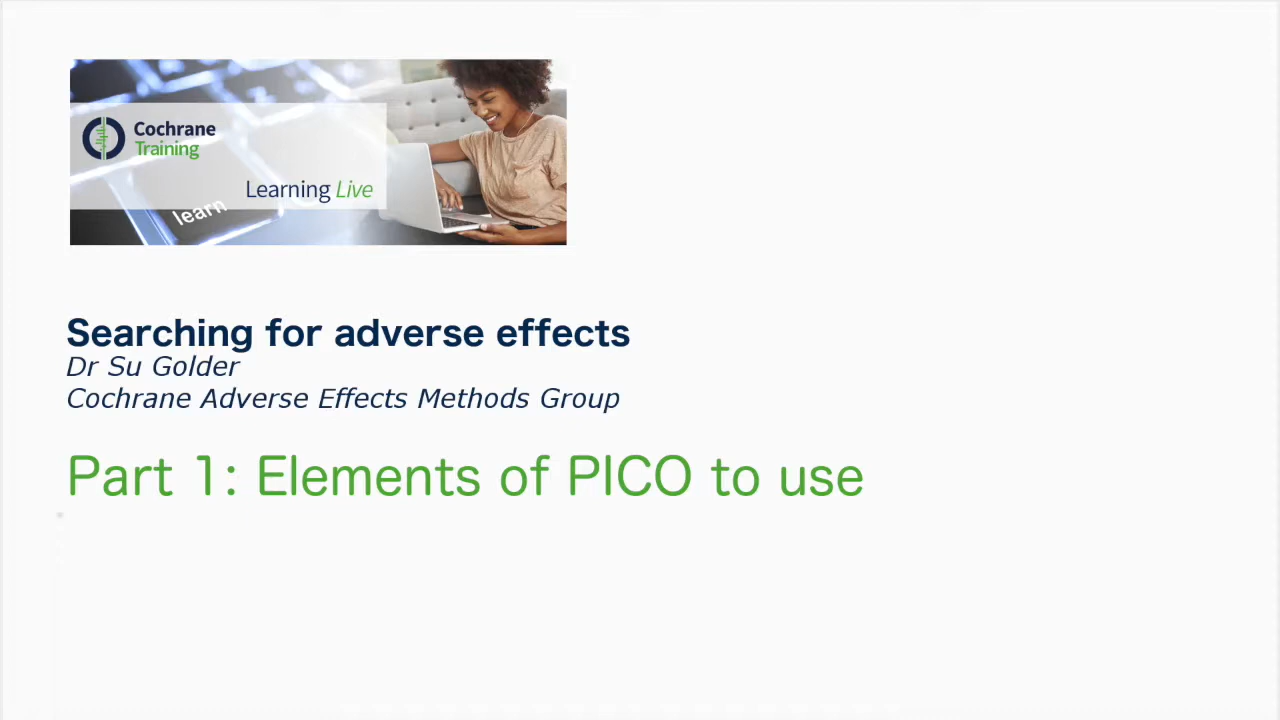 Cochrane
Training
Learning Live
learn
Searching for adverse effects
Dr Su Golder
Cochrane Adverse Effects Methods Group
Part 1: Elements of PICO to use